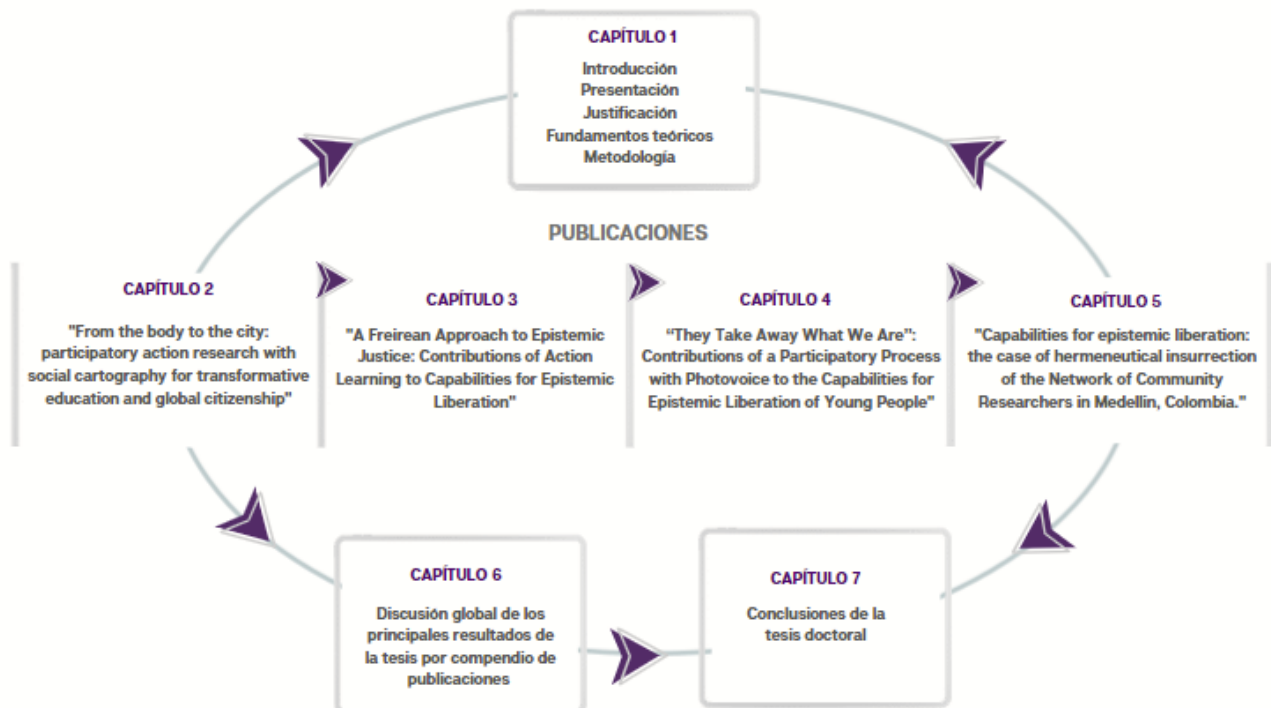 CAPÍTULO 1
Introducción
Presentación
Justificación
Fundamentos teóricos
Metodología
PUBLICACIONES
CAPÍTULO 2
"From the body to the city:
participatory action research with
social cartography for transformative
education and global citizenship"
CAPÍTULO 3
"A Freirean Approach to Epistemic
Justice: Contributions of Action
Learning to Capabilities for Epistemic
Liberation"
CAPÍTULO 4
“They Take Away What We Are”:
Contributions of a Participatory Process
with Photovoice to the Capabilities for
Epistemic Liberation of Young People"
CAPÍTULO 5
"Capabilities for epistemic liberation:
the case of hermeneutical insurrection
of the Network of Community
Researchers in Medellin, Colombia."
CAPÍTULO 6
Discusión global de los
principales resultados de
la tesis por compendio de
publicaciones
CAPÍTULO 7
Conclusiones de la
tesis doctoral